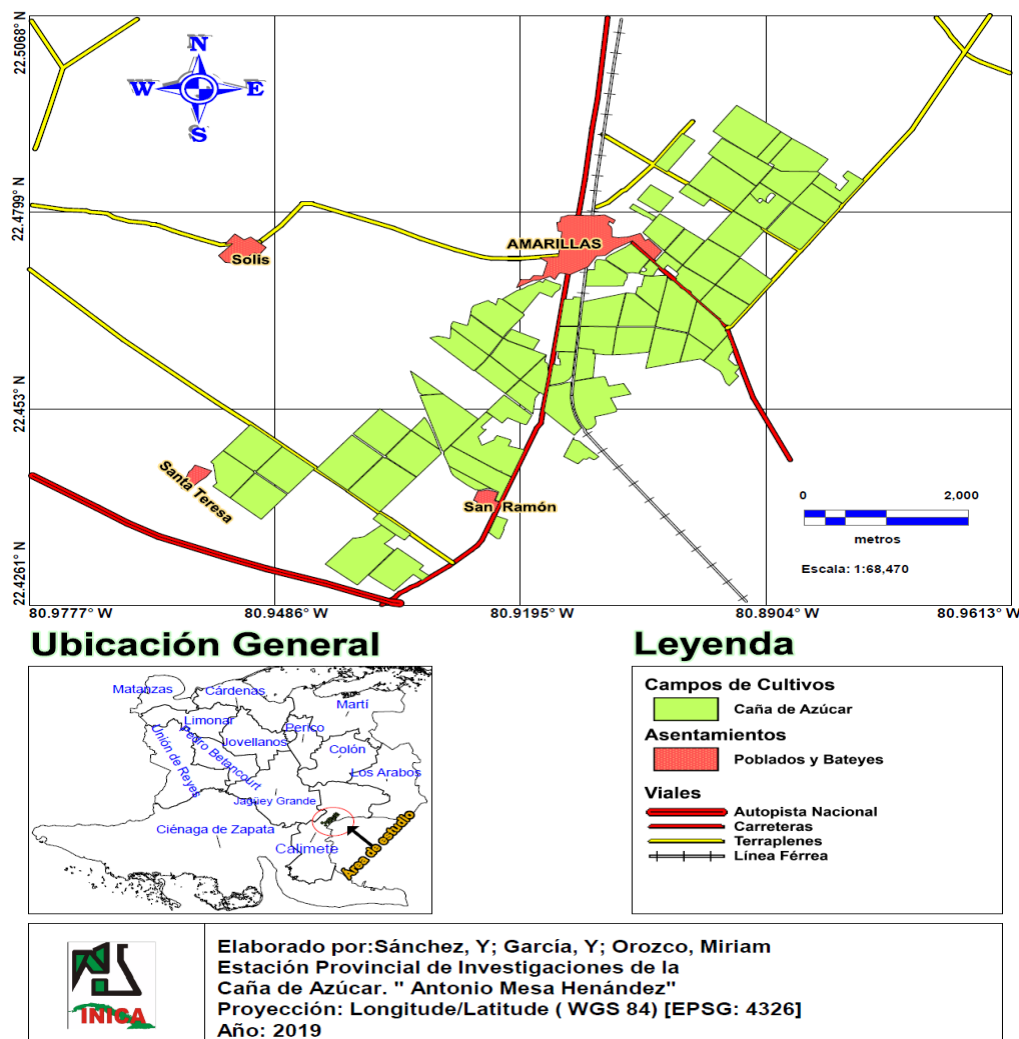 22.5068° N
N
W E
S
22.4799° N
AMARILLAS
Solis
22.453° N
Santa Teresa
San Ramón
0 2,000
metros
Escala: 1:68,470
22.4261° N
80.9777° W 80.9486° W 80.9195° W 80.8904° W 80.9613° W
Ubicación General
Matanzas
Cárdenas
Martí
Limonar
Perico
Unión de Reyes
Pedro Betancourt
Jovellanos
Colón
Los Arabos
Jagüey Grande
Ciénaga de Zapata
Calimete
Área de estudio
Leyenda
Campos de Cultivos
Caña de Azúcar
Asentamientos
Poblados y Bateyes
Viales
Autopista Nacional
Carreteras
Terraplenes
Línea Férrea
INICA
Elaborado por:Sánchez, Y; García, Y; Orozco, Miriam
Estación Provincial de Investigaciones de la
Caña de Azúcar. " Antonio Mesa Henández"
Proyección: Longitude/Latitude ( WGS 84) [EPSG: 4326]
Año: 2019